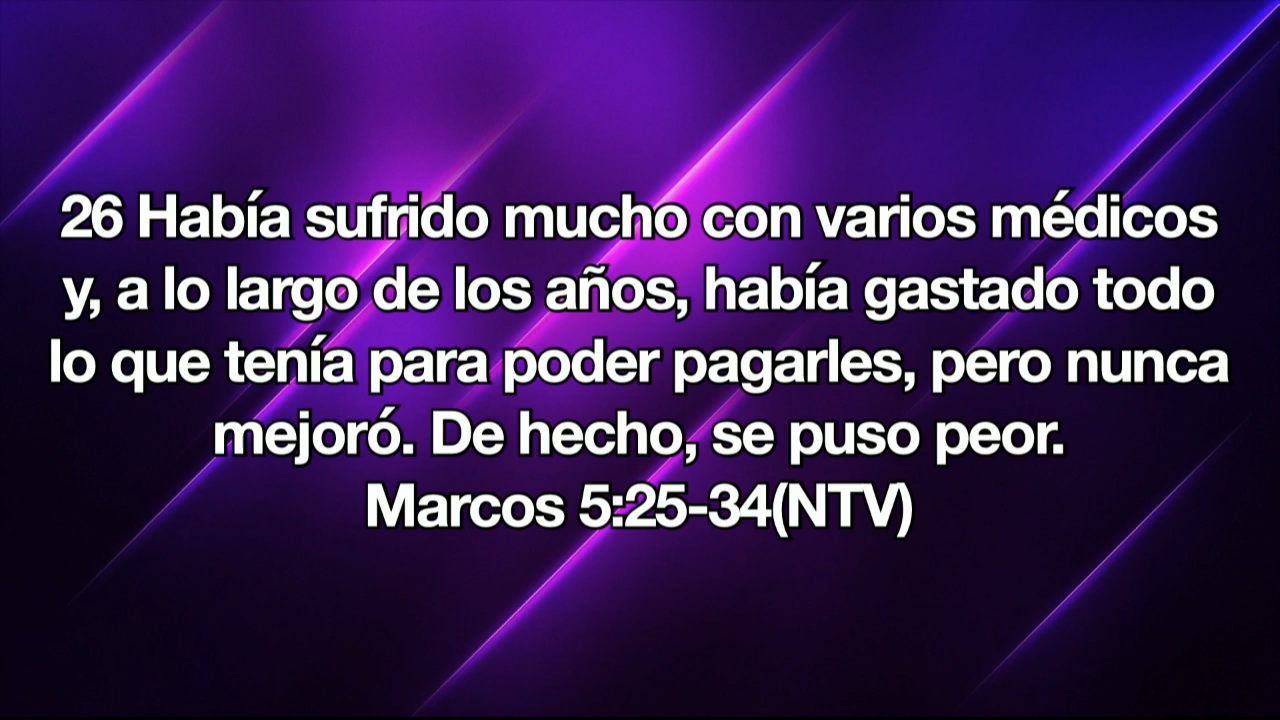 26 Había sufrido mucho con varios médicos
y, a lo largo de los años, había gastado todo
lo que tenía para poder pagarles, pero nunca
mejoró. De hecho, se puso peor.
Marcos 5:25-34(NTV)